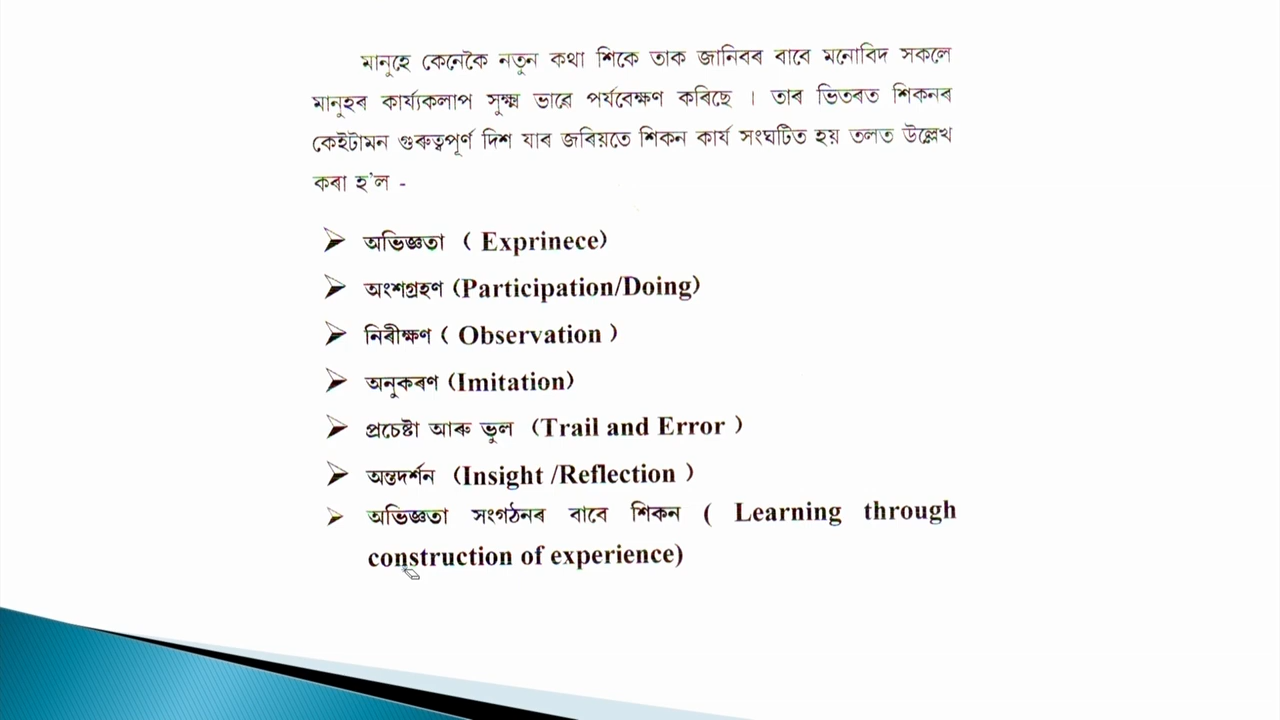 মানুহে কেনেকৈ নতুন কথা শিকে তাক জানিবৰ বাবে মনোবিদ সকলে
মানুহৰ কাৰ্য্যকলাপ সূক্ষ্ম ভাৱে পৰ্যবেক্ষণ কৰিছে । তাৰ ভিতৰত শিকনৰ
কেইটামন গুৰুত্বপূৰ্ণ দিশ যাৰ জৰিয়তে শিকন কাৰ্য সংঘটিত হয় তলত উল্লেখ
কৰা হ'ল -
➢ অভিজ্ঞতা ( Exprinece)
➢ অংশগ্ৰহণ (Participation/Doing)
➢ নিৰীক্ষণ ( Observation )
➢ অনুকৰণ (Imitation)
➢ প্ৰচেষ্টা আৰু ভুল (Trail and Error )
➢ অন্তদৰ্শন (Insight /Reflection )
➢ অভিজ্ঞতা সংগঠনৰ বাবে শিকন ( Learning through
construction of experience)